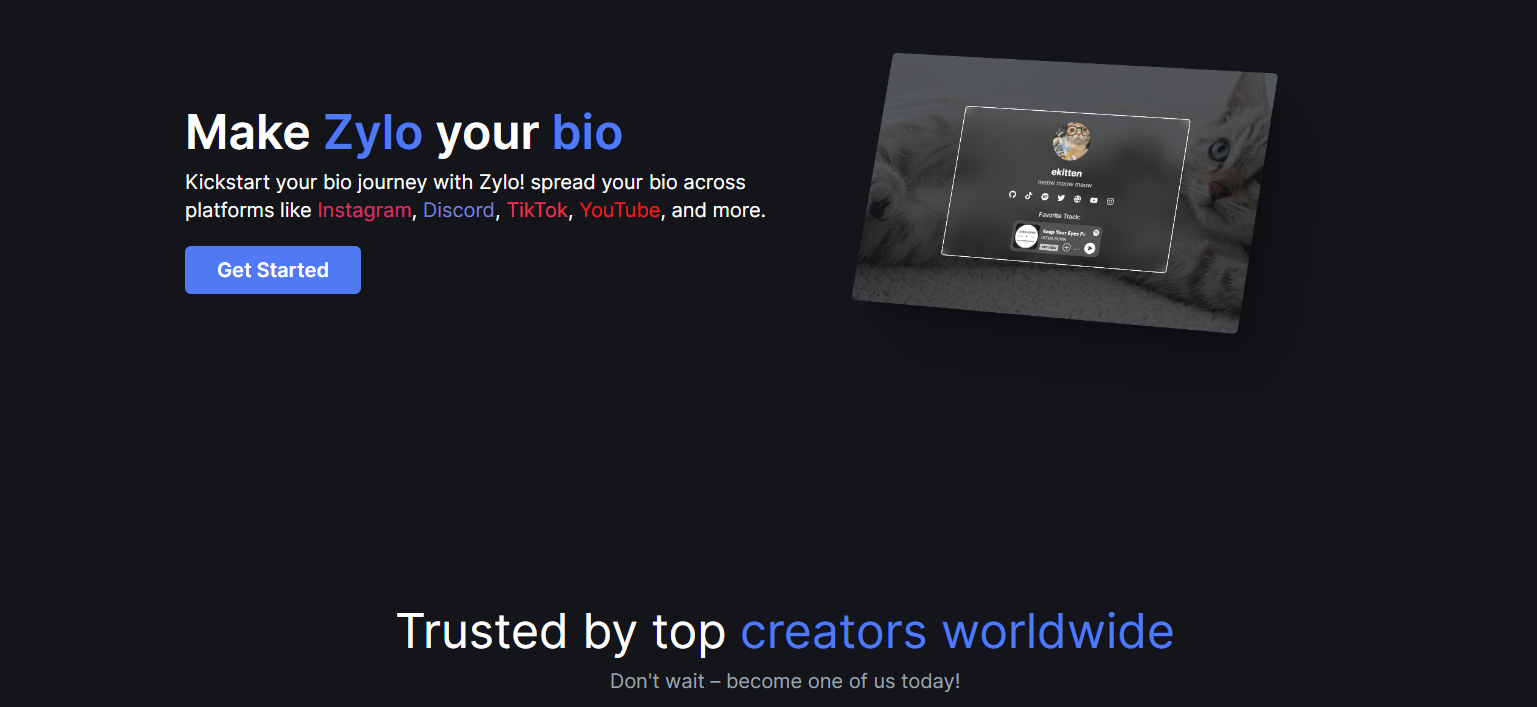 Make Zylo your bio
Kickstart your bio journey with Zylo! spread your bio across
platforms like Instagram, Discord, TikTok, YouTube, and more.
Get Started
ekitten
meow meow meow
Favorite Track:
Keep Your Eyes
Trusted by top creators worldwide
Don't wait – become one of us today!